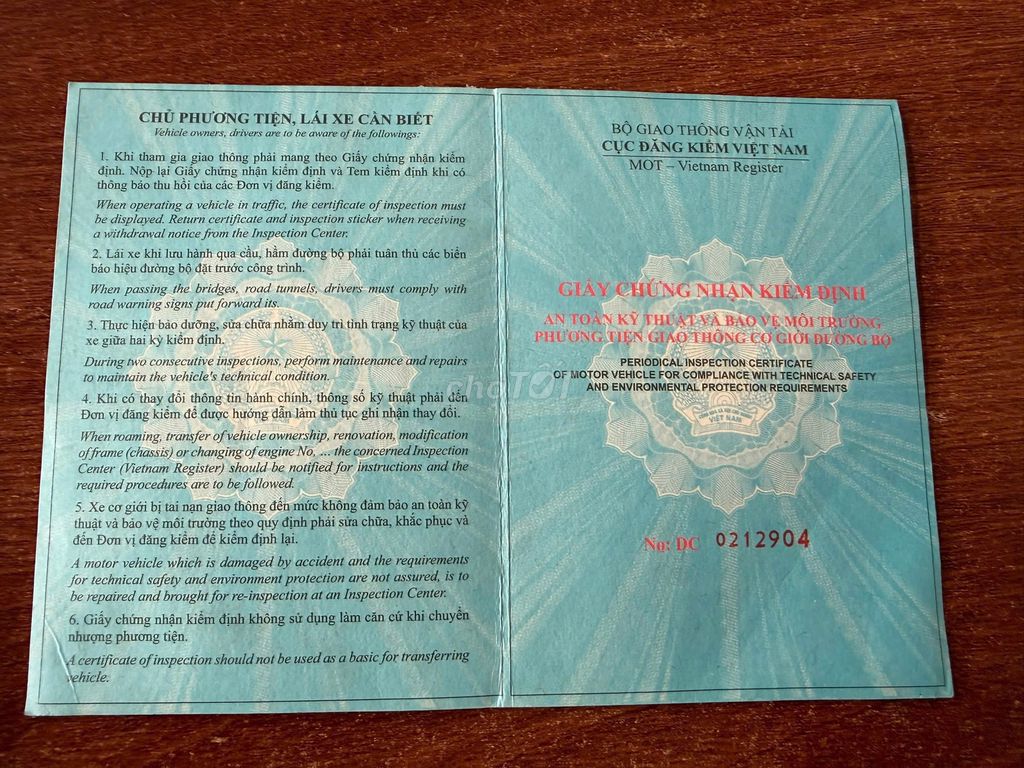 CHỦ PHƯƠNG TIỆN, LÁI XE CẦN BIẾT
Vehicle owners, drivers are to be aware of the followings:
1. Khi tham gia giao thông phải mang theo Giấy chứng nhận kiểm
định. Nộp lại Giấy chứng nhận kiểm định và Tem kiểm định khi có
thông báo thu hồi của các Đơn vị đăng kiểm.
When operating a vehicle in traffic, the certificate of inspection must
be displayed. Return certificate and inspection sticker when receiving
a withdrawal notice from the Inspection Center.
2. Lái xe khi lưu hành qua cầu, hầm đường bộ phải tuân thủ các biển
báo hiệu đường bộ đặt trước công trình.
When passing the bridges, road tunnels, drivers must comply with
road warning signs put forward its.
3. Thực hiện bảo dưỡng, sửa chữa nhằm duy trì tình trạng kỹ thuật của
xe giữa hai kỳ kiểm định.
During two consecutive inspections, perform maintenance and repairs
to maintain the vehicle's technical condition.
4. Khi có thay đổi thông tin hành chính, thông số kỹ thuật phải đến
Đơn vị đăng kiểm để được hướng dẫn làm thủ tục ghi nhận thay đổi.
When roaming, transfer of vehicle ownership, renovation, modification
of frame (chassis) or changing of engine No, ... the concerned Inspection
Center (Vietnam Register) should be notified for instructions and the
required procedures are to be followed.
5. Xe cơ giới bị tai nạn giao thông đến mức không đảm bảo an toàn kỹ
thuật và bảo vệ môi trường theo quy định phải sửa chữa, khắc phục và
đến Đơn vị đăng kiểm để kiểm định lại.
A motor vehicle which is damaged by accident and the requirements
for technical safety and environment protection are not assured, is to
be repaired and brought for re-inspection at an Inspection Center.
6. Giấy chứng nhận kiểm định không sử dụng làm căn cứ khi chuyển
nhượng phương tiện.
A certificate of inspection should not be used as a basic for transferring
vehicle.
BỘ GIAO THÔNG VẬN TẢI
CỤC ĐĂNG KIỂM VIỆT NAM
MOT – Vietnam Register
GIẤY CHỨNG NHẬN KIỂM ĐỊNH
AN TOÀN KỸ THUẬT VÀ BẢO VỆ MÔI TRƯỜNG
PHƯƠNG TIỆN GIAO THÔNG CƠ GIỚI ĐƯỜNG BỘ
PERIODICAL INSPECTION CERTIFICATE
OF MOTOR VEHICLE FOR COMPLIANCE WITH TECHNICAL SAFETY
AND ENVIRONMENTAL PROTECTION REQUIREMENTS
VIỆT NAM
No: DC 0212904
chợTỐT